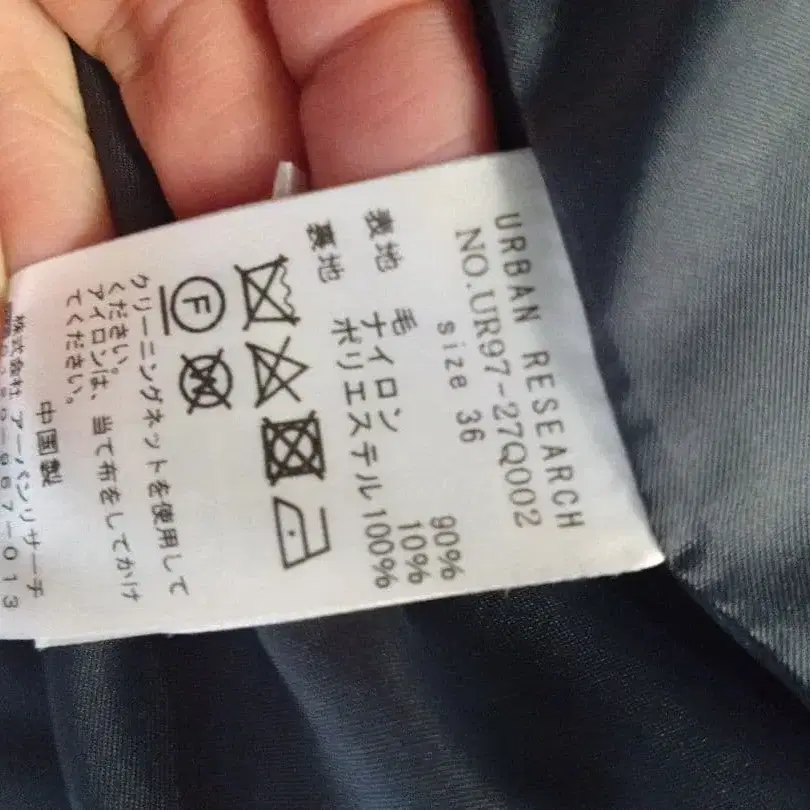 URBAN RESEARCH
NO.UR97-27Q002
size 36
表地 毛 90%
ナイロン 10%
裏地 ポリエステル100%
F
W
クリーニングネットを使用して
ください。
アイロンは、当て布をしてかけ
てください。
中国製
株式会社 アーバンリサーチ